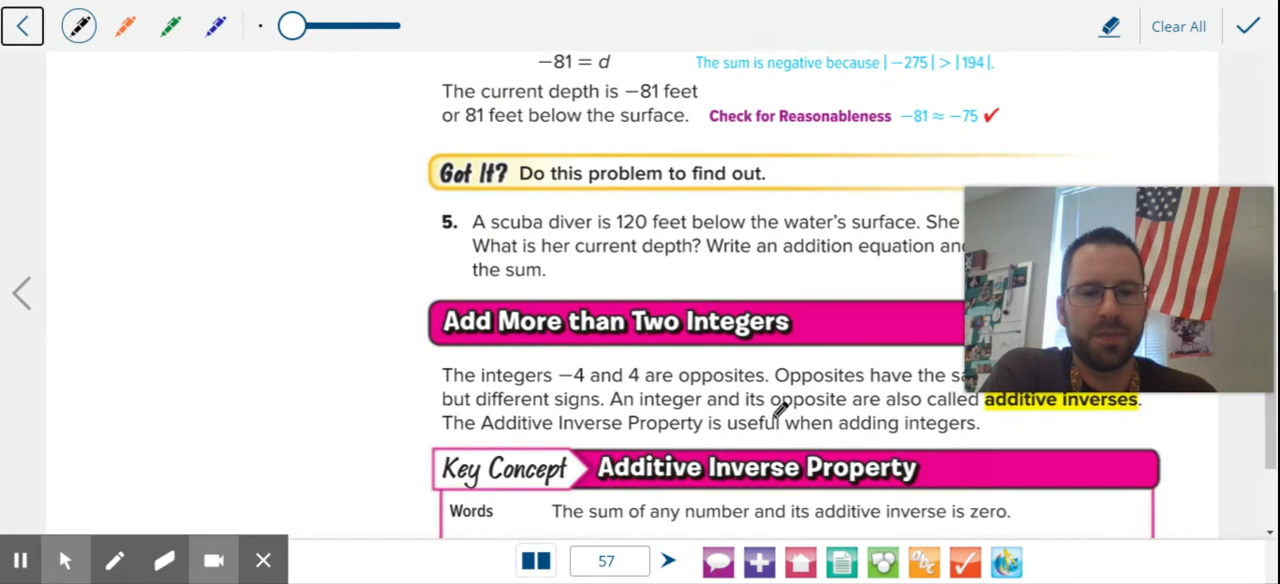 Clear All
−81 = d The sum is negative because |−275| > |194|.
The current depth is −81 feet
or 81 feet below the surface. Check for Reasonableness −81 ≈ −75 ✓
Got It? Do this problem to find out.
5. A scuba diver is 120 feet below the water's surface. She
What is her current depth? Write an addition equation
the sum.
Add More than Two Integers
The integers −4 and 4 are opposites. Opposites have the
but different signs. An integer and its opposite are also called additive inverses.
The Additive Inverse Property is useful when adding integers.
Key Concept Additive Inverse Property
Words The sum of any number and its additive inverse is zero.
57
abc